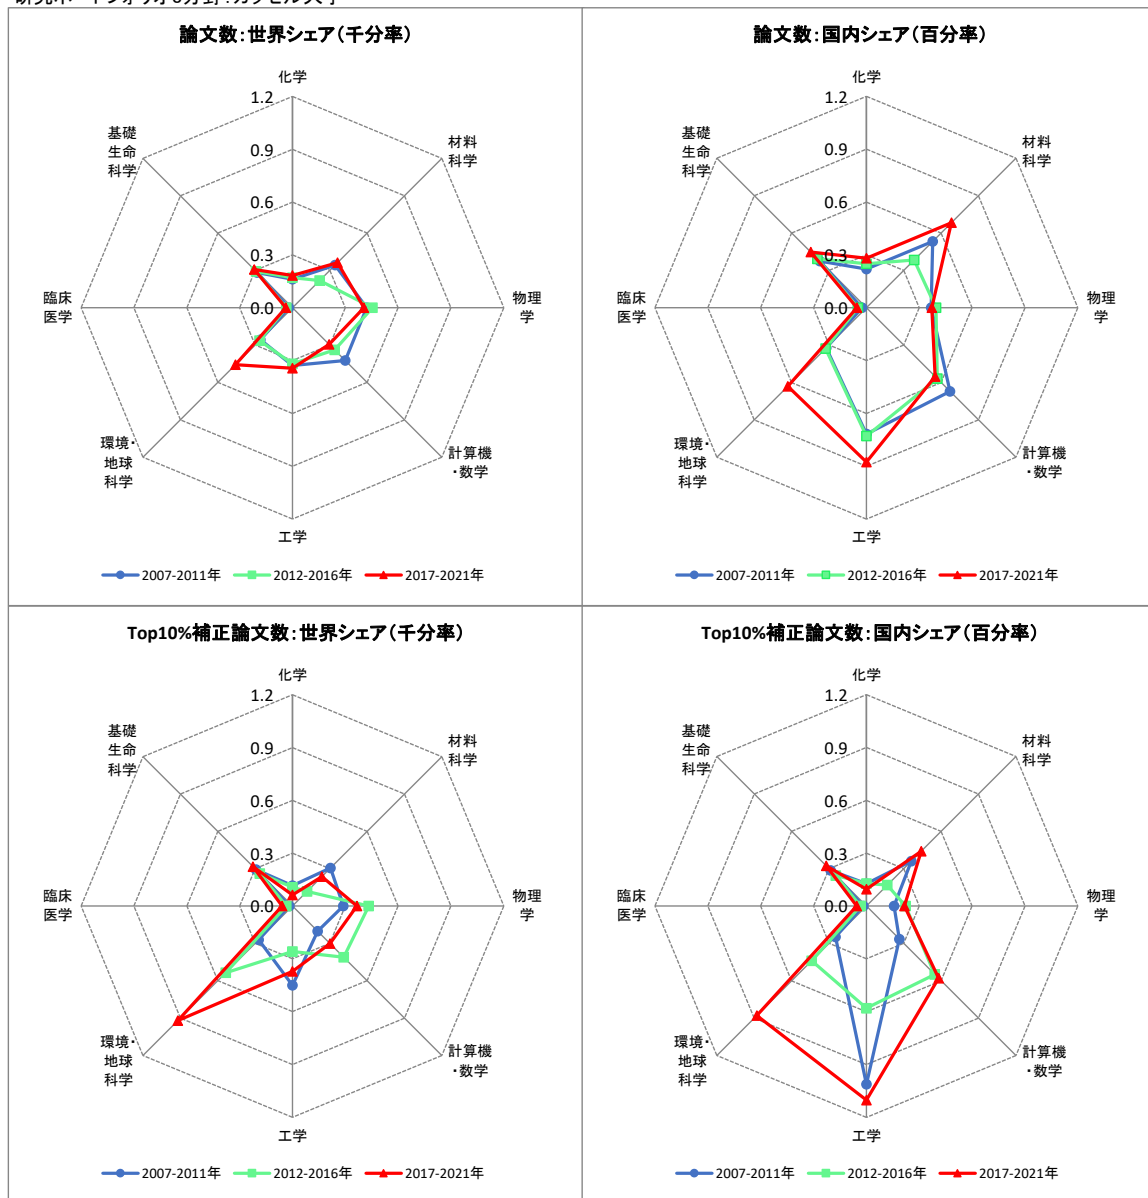 論文数:世界シェア(千分率)
化学
1.2
0.9
0.6
0.3
0.0
材料
科学
物理
学
計算機
・数学
工学
環境・
地球
科学
臨床
医学
基礎
生命
科学
2007-2011年
2012-2016年
2017-2021年
論文数:国内シェア(百分率)
化学
1.2
0.9
0.6
0.3
0.0
材料
科学
物理
学
計算機
・数学
工学
環境・
地球
科学
臨床
医学
基礎
生命
科学
2007-2011年
2012-2016年
2017-2021年
Top10%補正論文数:世界シェア(千分率)
化学
1.2
0.9
0.6
0.3
0.0
材料
科学
物理
学
計算機
・数学
工学
環境・
地球
科学
臨床
医学
基礎
生命
科学
2007-2011年
2012-2016年
2017-2021年
Top10%補正論文数:国内シェア(百分率)
化学
1.2
0.9
0.6
0.3
0.0
材料
科学
物理
学
計算機
・数学
工学
環境・
地球
科学
臨床
医学
基礎
生命
科学
2007-2011年
2012-2016年
2017-2021年